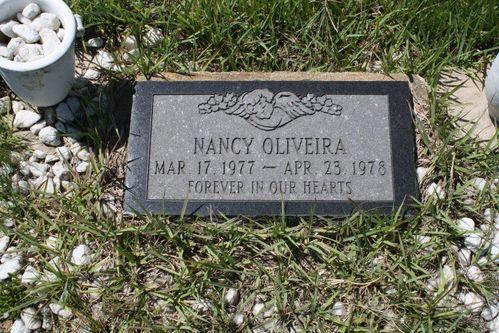 NANCY OLIVEIRA
MAR. 17. 1977 — APR. 23. 1978
FOREVER IN OUR HEARTS